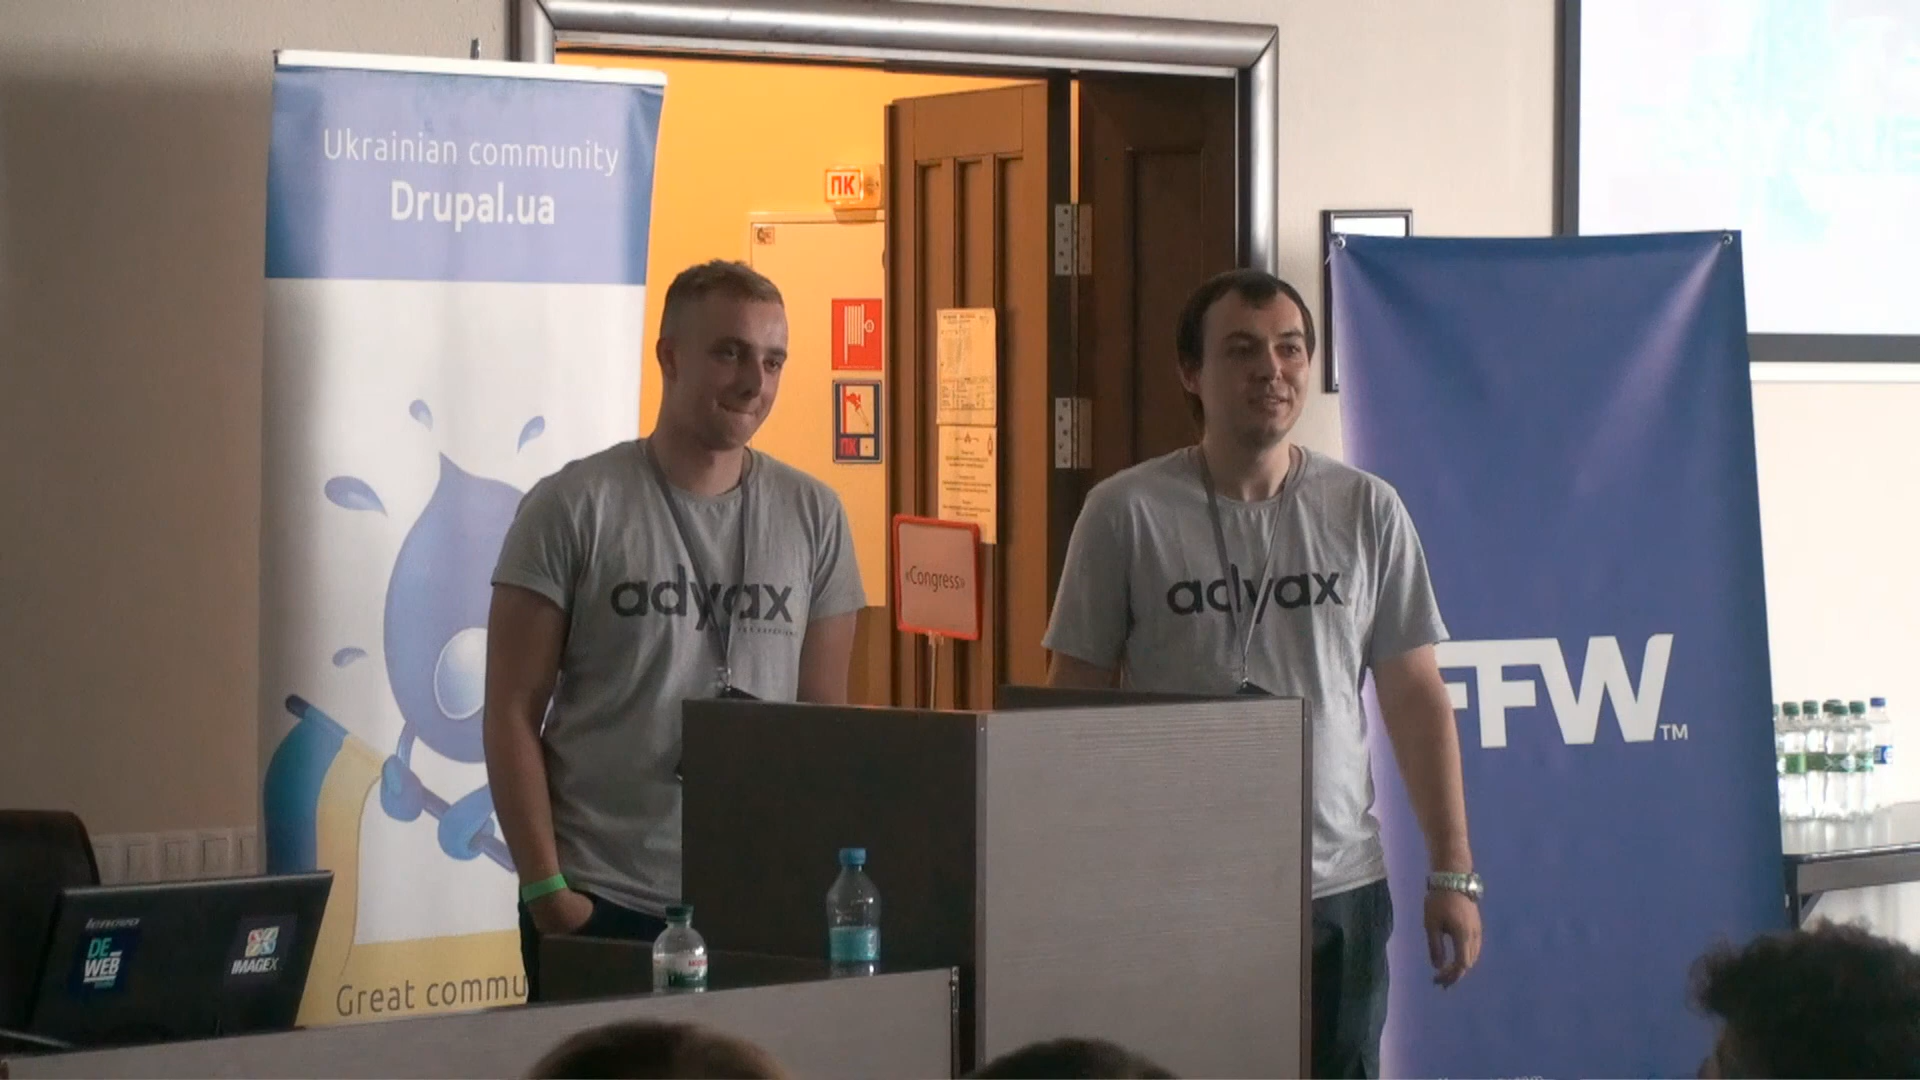 Ukrainian community
Drupal.ua
ПК
ПК
«Congress»
adyax
adyax
FFW
TM
lenovo
DE
WEB
IMAGEX
Great commu